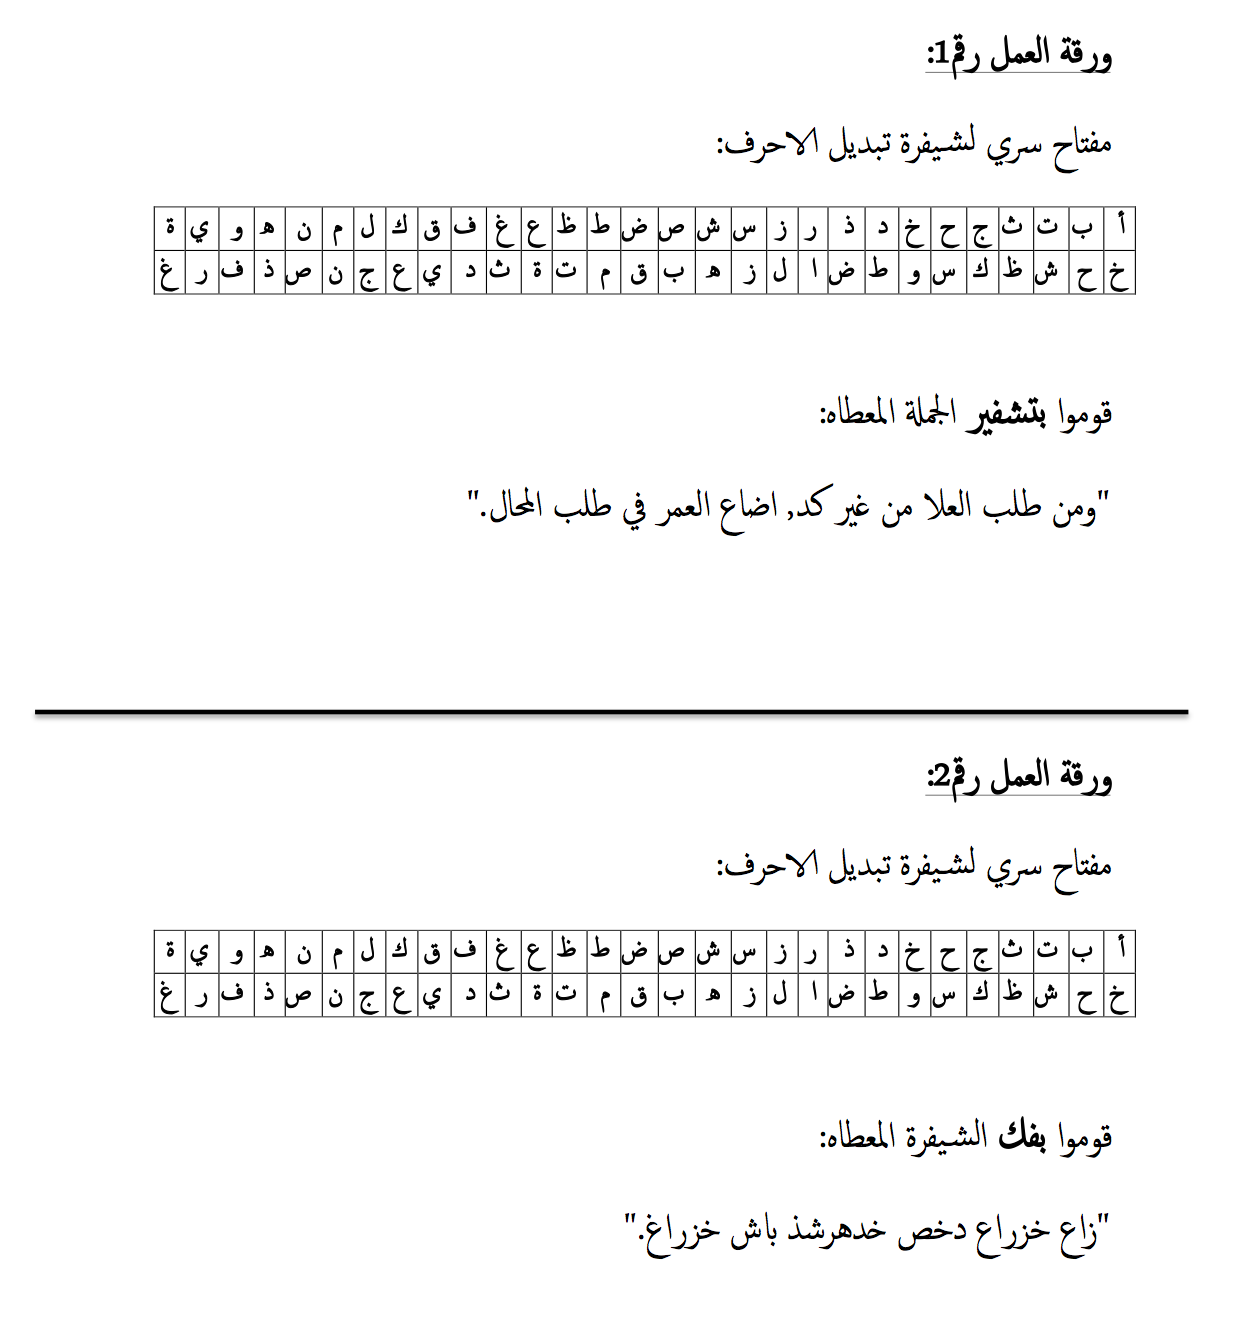 ورقة العمل رقم1:
مفتاح سري لشيفرة تبديل الاحرف:
أ ب ت ث ج ح خ د ذ ر ز س ش ص ض ط ظ ع غ ف ق ك ل م ن ه و ي ة
خ ح ش ظ ك س و ط ض ا ل ز ه ب ق م ت ة ث د ي ع ج ن ص ذ ف ر غ
قوموا بتشفير الجملة المعطاه:
"ومن طلب العلا من غير كد, اضاع العمر في طلب المحال."
ورقة العمل رقم2:
مفتاح سري لشيفرة تبديل الاحرف:
أ ب ت ث ج ح خ د ذ ر ز س ش ص ض ط ظ ع غ ف ق ك ل م ن ه و ي ة
خ ح ش ظ ك س و ط ض ا ل ز ه ب ق م ت ة ث د ي ع ج ن ص ذ ف ر غ
قوموا بفك الشيفرة المعطاه:
"زاع خزراع دخص خدهرشذ باش خزراغ."